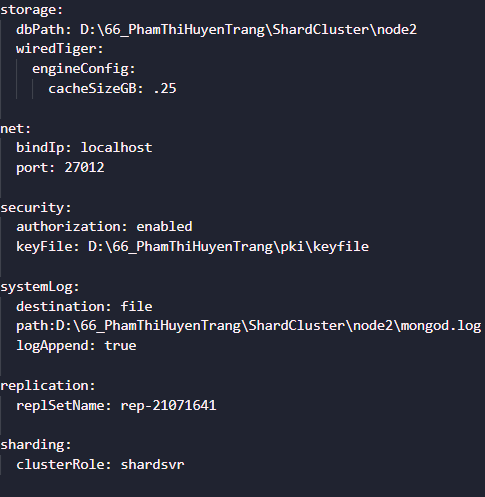 storage:
  dbPath: D:\66_PhamThiHuyenTrang\ShardCluster\node2
  wiredTiger:
    engineConfig:
      cacheSizeGB: .25

net:
  bindIp: localhost
  port: 27012

security:
  authorization: enabled
  keyFile: D:\66_PhamThiHuyenTrang\pki\keyfile

systemLog:
  destination: file
  path:D:\66_PhamThiHuyenTrang\ShardCluster\node2\mongod.log
  logAppend: true

replication:
  replSetName: rep-21071641

sharding:
  clusterRole: shardsvr